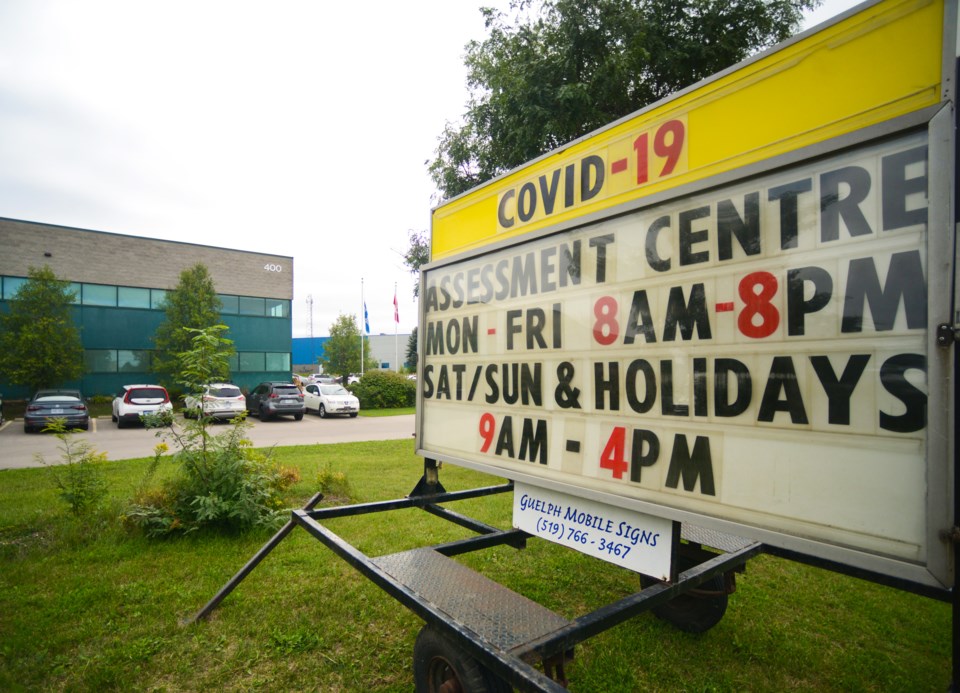 400
COVID-19
ASSESSMENT CENTRE
MON - FRI 8AM-8PM
SAT/SUN & HOLIDAYS
9AM - 4PM
GUELPH MOBILE SIGNS
(519) 766 - 3467